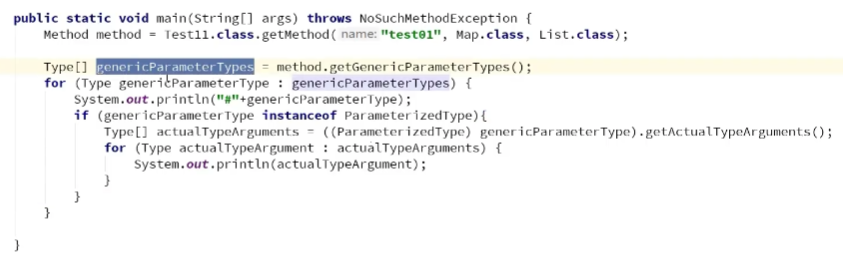 public static void main(String[] args) throws NoSuchMethodException {
    Method method = Test11.class.getMethod( name: "test01", Map.class, List.class);
    Type[] genericParameterTypes = method.getGenericParameterTypes();
    for (Type genericParameterType : genericParameterTypes) {
        System.out.println("#"+genericParameterType);
        if (genericParameterType instanceof ParameterizedType){
            Type[] actualTypeArguments = ((ParameterizedType) genericParameterType).getActualTypeArguments();
            for (Type actualTypeArgument : actualTypeArguments) {
                System.out.println(actualTypeArgument);
            }
        }
    }
}